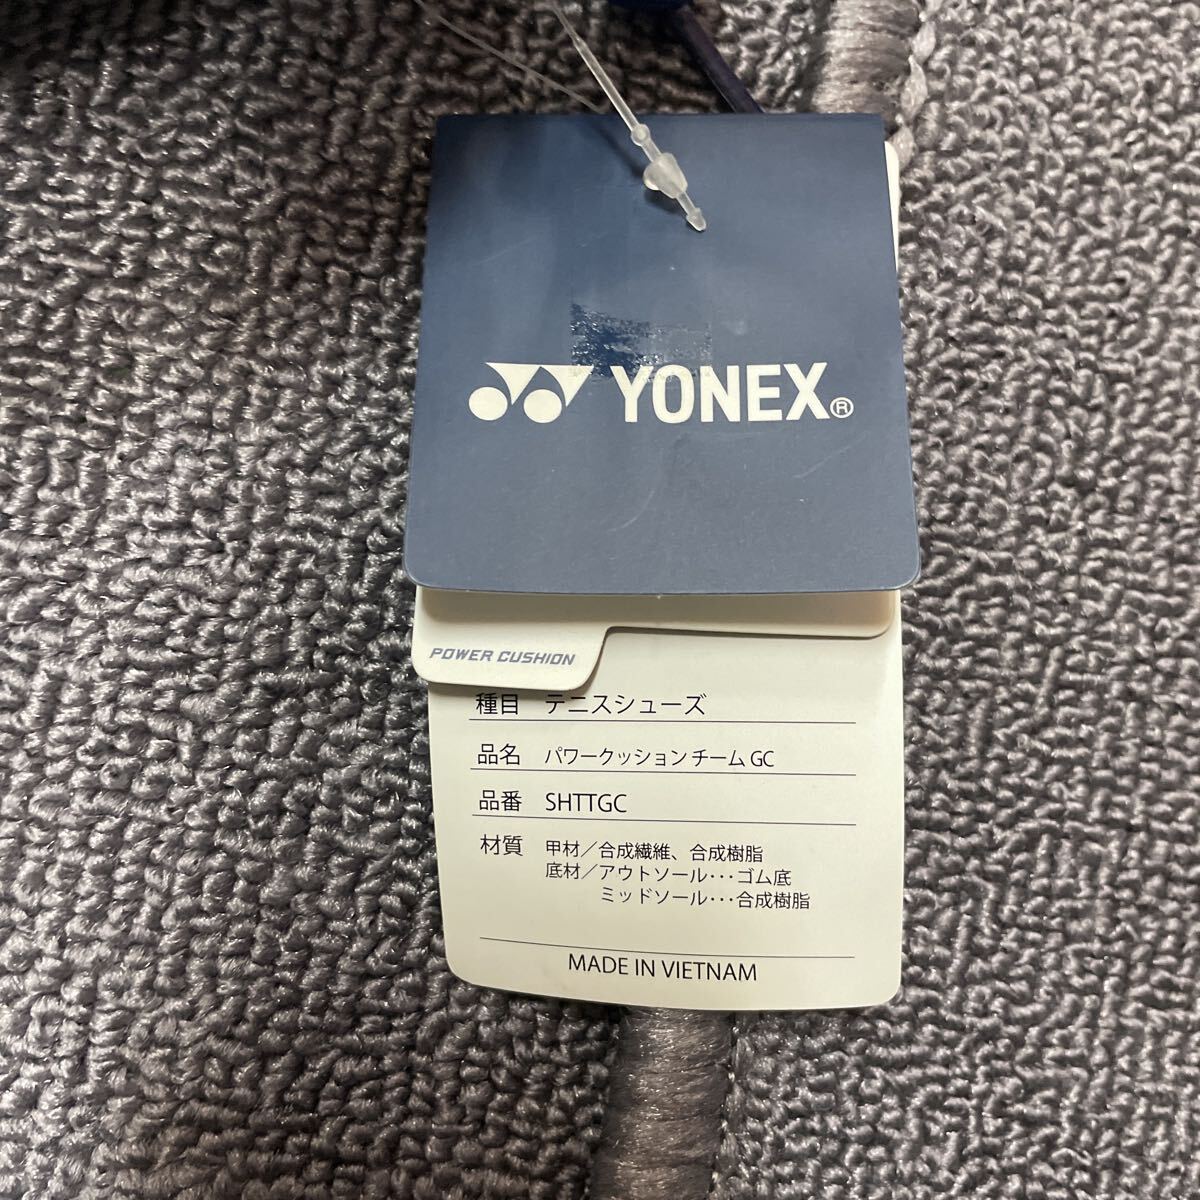 YONEX®
POWER CUSHION
種目 テニスシューズ
品名 パワークッションチーム GC
品番 SHTTGC
材質 甲材／合成繊維、合成樹脂
底材／アウトソール･･･ゴム底
ミッドソール･･･合成樹脂
MADE IN VIETNAM